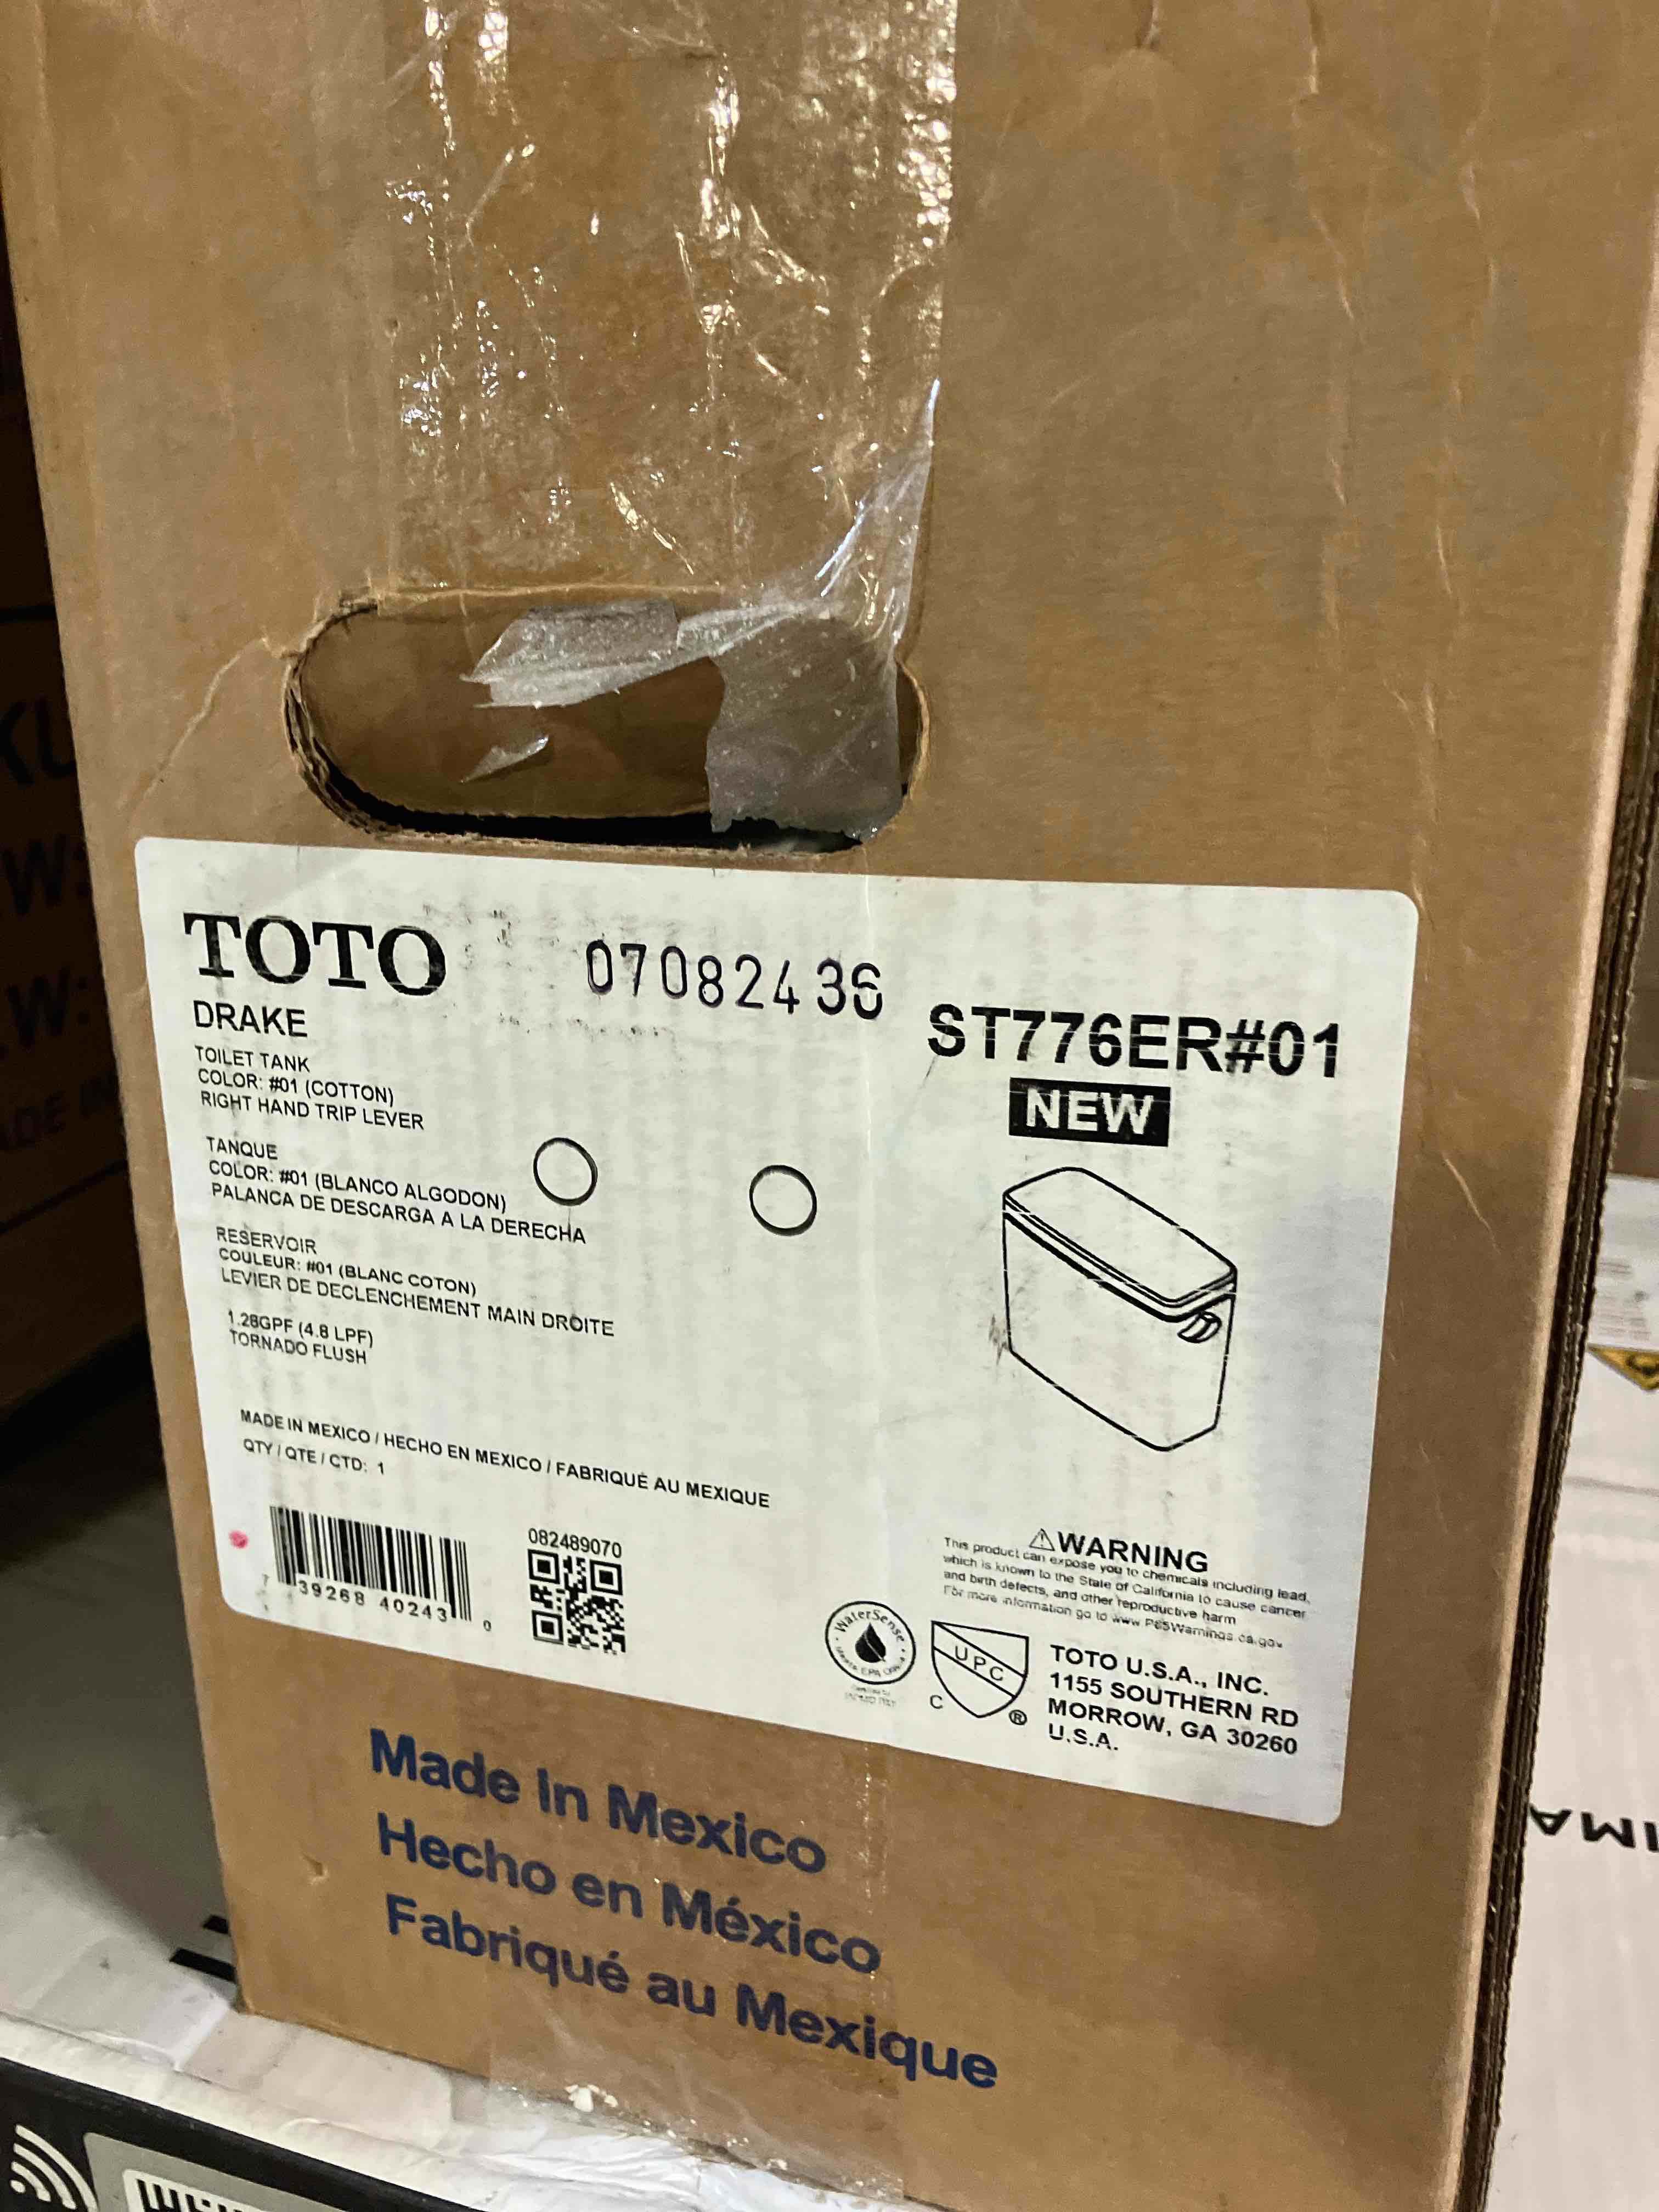 TOTO
07082436
DRAKE
ST776ER#01
NEW
TOILET TANK
COLOR: #01 (COTTON)
RIGHT HAND TRIP LEVER
TANQUE
COLOR: #01 (BLANCO ALGODON)
PALANCA DE DESCARGA A LA DERECHA
RESERVOIR
COULEUR: #01 (BLANC COTON)
LEVIER DE DECLENCHEMENT MAIN DROITE
1.28GPF (4.8 LPF)
TORNADO FLUSH
MADE IN MEXICO / HECHO EN MEXICO / FABRIQUÉ AU MEXIQUE
QTY / QTE / CTD: 1
7 39268 40243 0
082489070
⚠WARNING
This product can expose you to chemicals including lead,
which is known to the State of California to cause cancer
and birth defects, and other reproductive harm
For more information go to www.P65Warnings.ca.gov
WaterSense
UPC
C
®
TOTO U.S.A., INC.
1155 SOUTHERN RD
MORROW, GA 30260
U.S.A.
Made In Mexico
Hecho en México
Fabriqué au Mexique